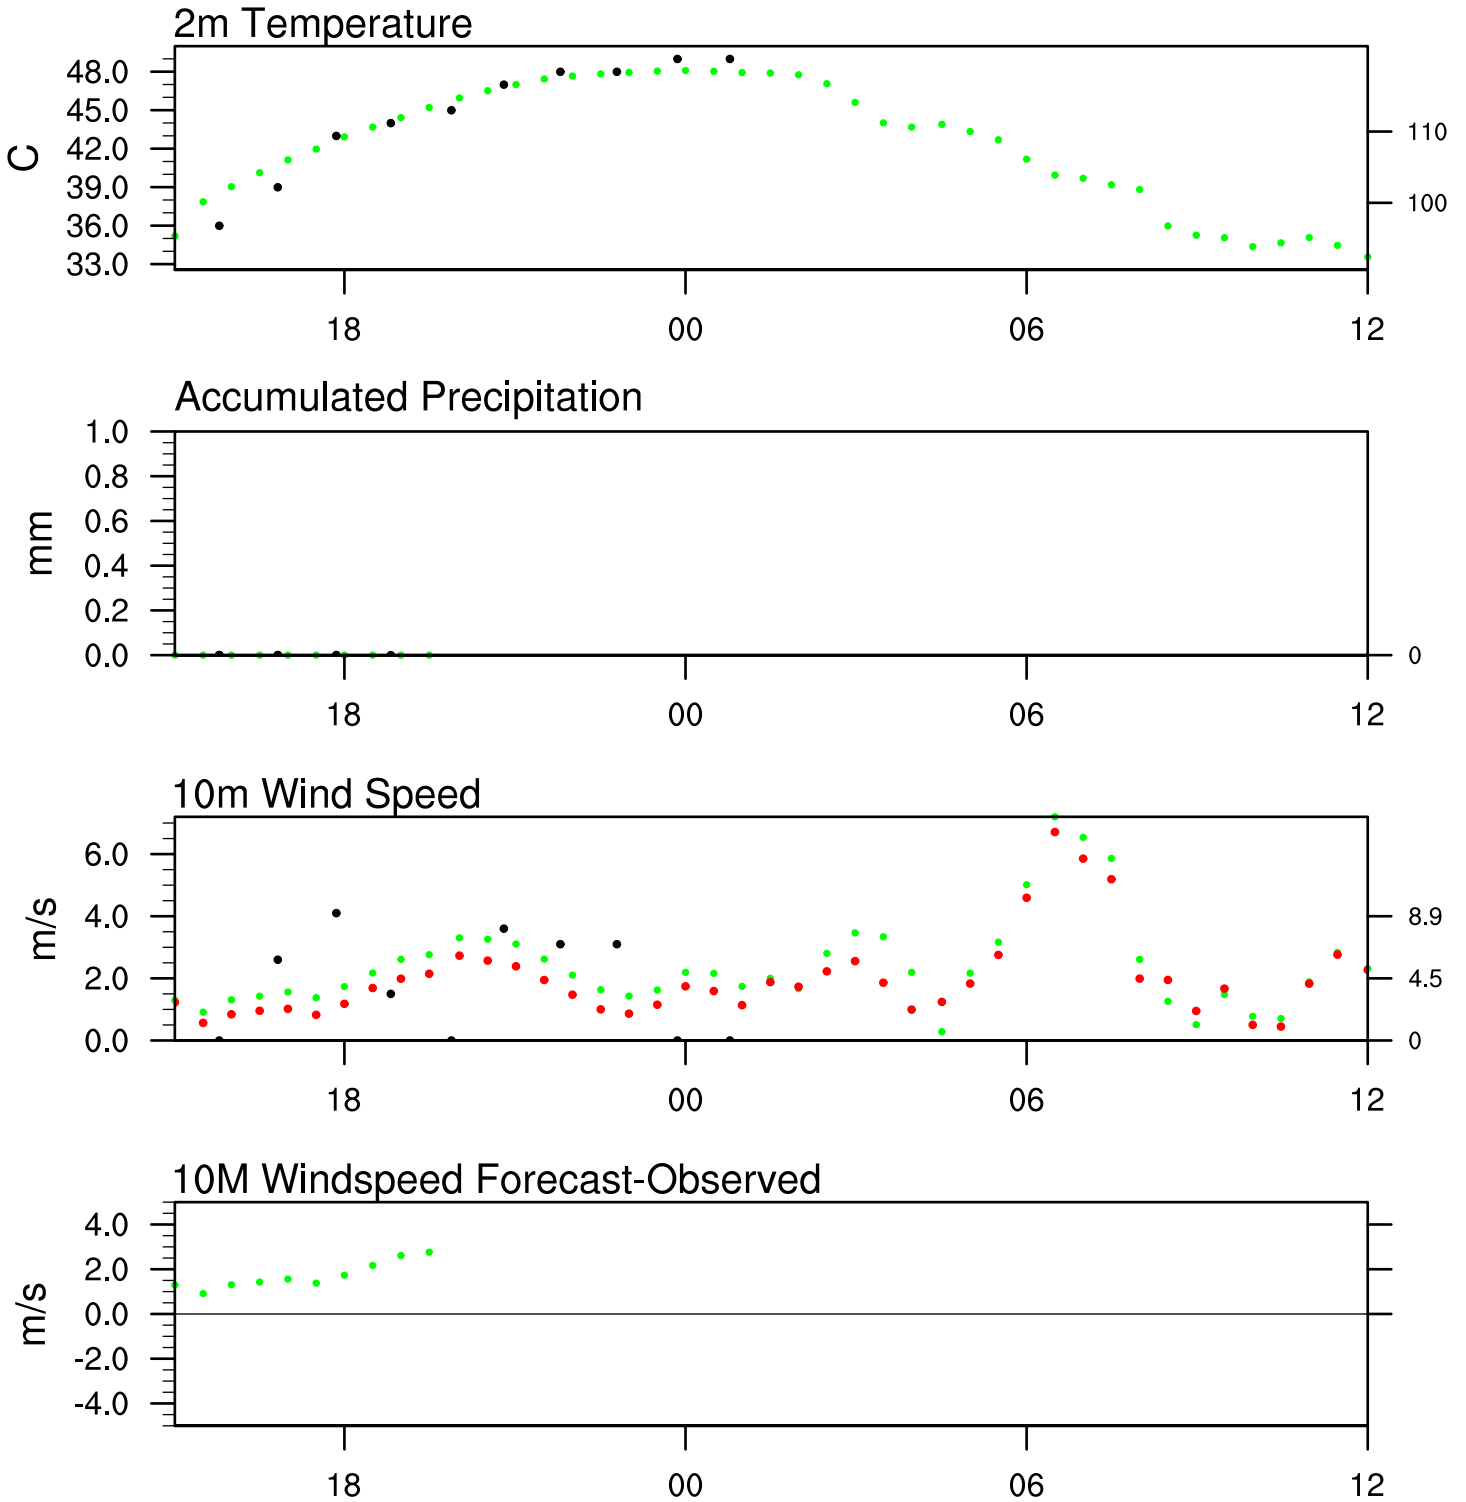 2m Temperature
48.0
45.0
42.0
39.0
36.0
33.0
C
110
100
18 00 06 12
Accumulated Precipitation
1.0
0.8
0.6
0.4
0.2
0.0
mm
0
18 00 06 12
10m Wind Speed
6.0
4.0
2.0
0.0
m/s
8.9
4.5
0
18 00 06 12
10M Windspeed Forecast-Observed
4.0
2.0
0.0
-2.0
-4.0
m/s
18 00 06 12